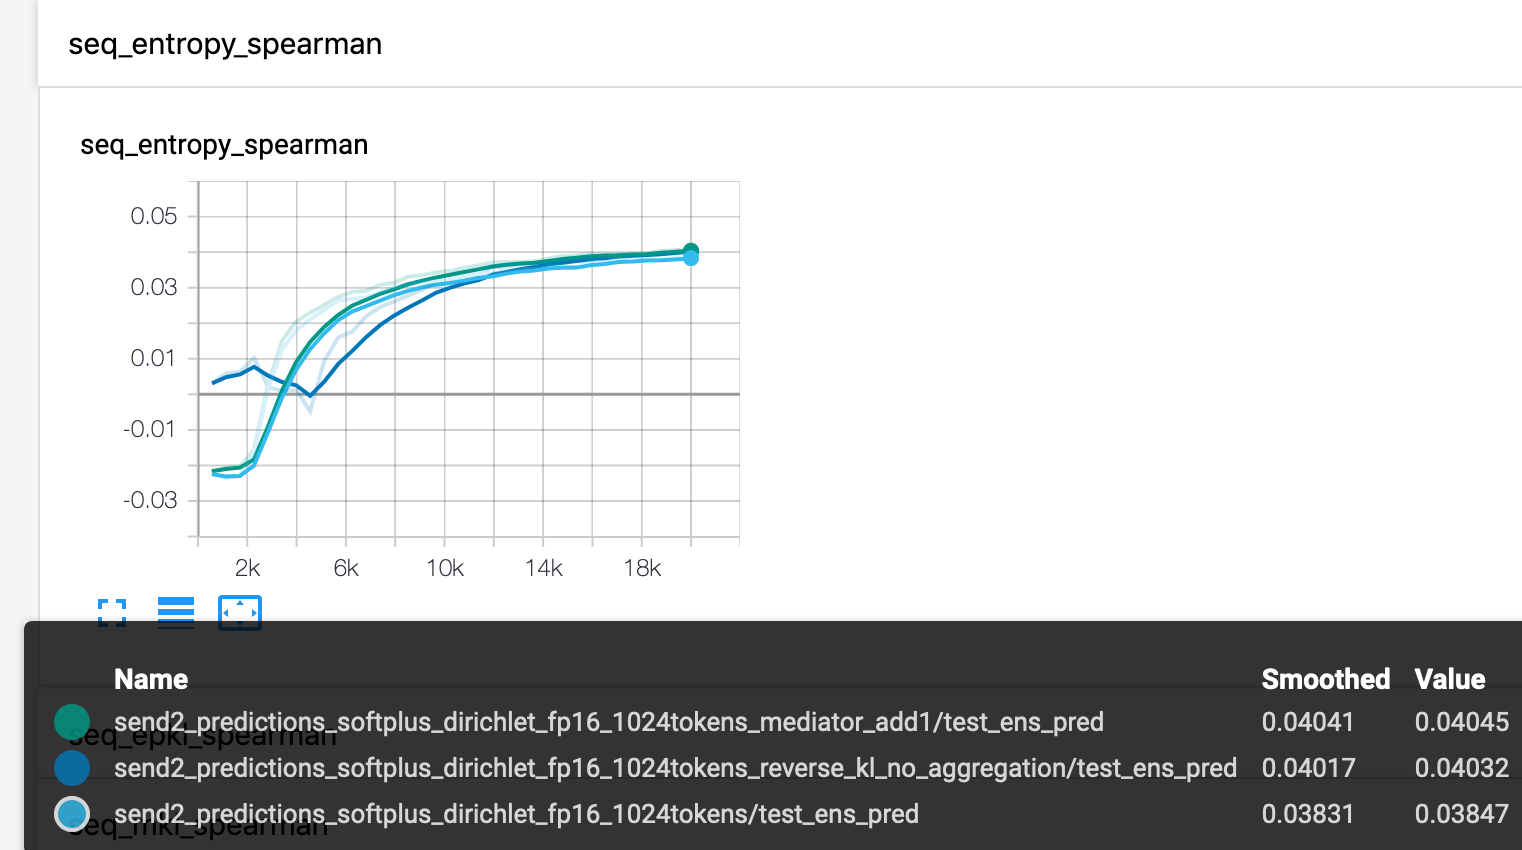 seq_entropy_spearman
seq_entropy_spearman
0.05
0.03
0.01
-0.01
-0.03
2k 6k 10k 14k 18k
Name Smoothed Value
send2_predictions_softplus_dirichlet_fp16_1024tokens_mediator_add1/test_ens_pred 0.04041 0.04045
seq_epkl_spearman
send2_predictions_softplus_dirichlet_fp16_1024tokens_reverse_kl_no_aggregation/test_ens_pred 0.04017 0.04032
send2_predictions_softplus_dirichlet_fp16_1024tokens/test_ens_pred 0.03831 0.03847
seq_mkl_spearman